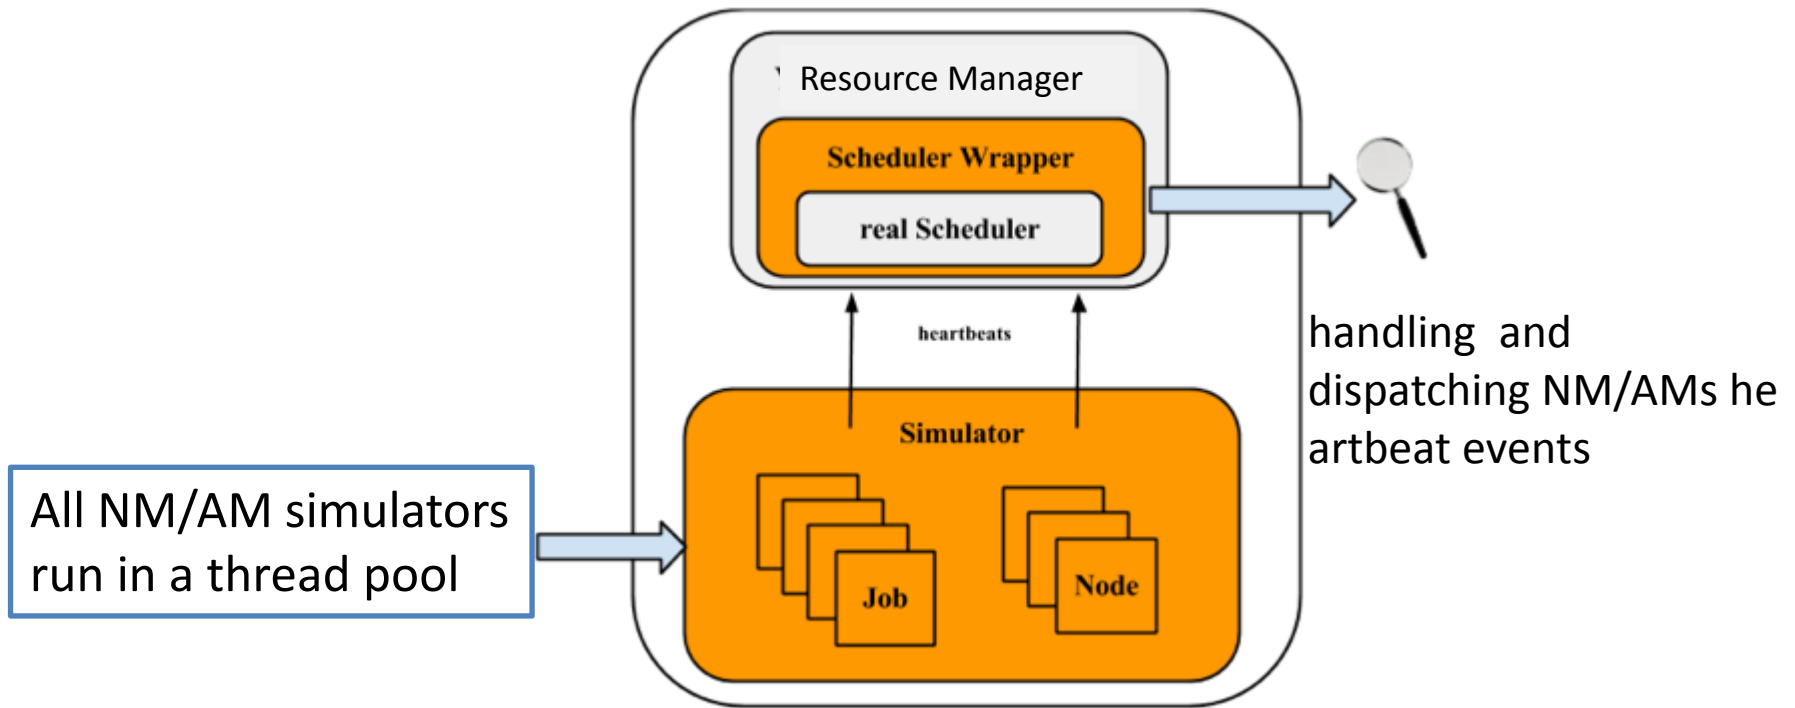 Resource Manager
Scheduler Wrapper
real Scheduler
heartbeats
handling and
dispatching NM/AMs he
artbeat events
Simulator
All NM/AM simulators
run in a thread pool
Job
Node